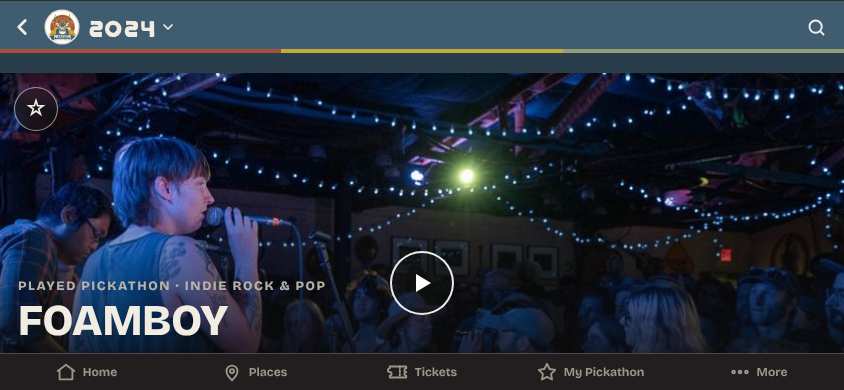 2024
PLAYED PICKATHON · INDIE ROCK & POP
FOAMBOY
Home
Places
Tickets
My Pickathon
More